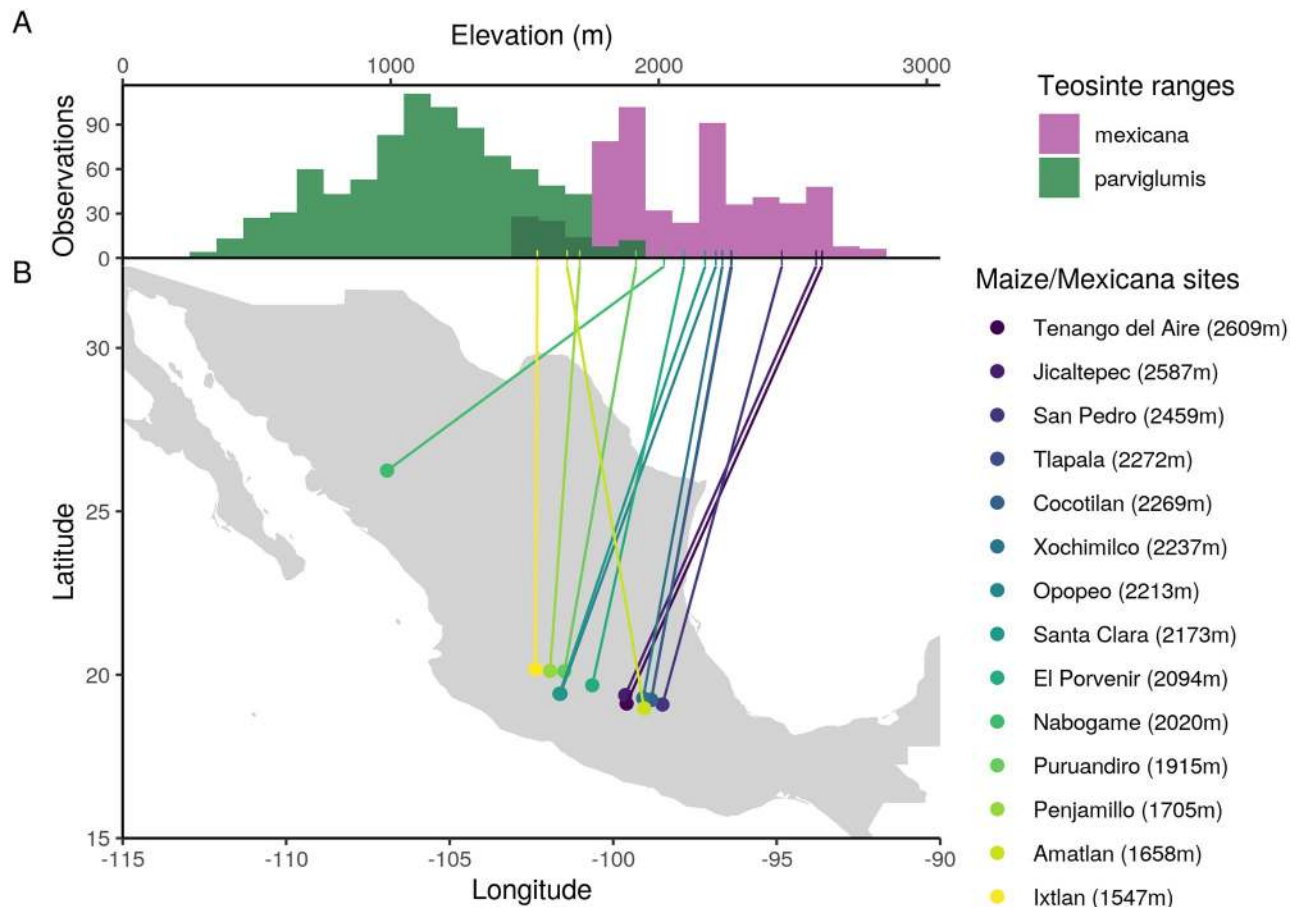 A
Elevation (m)
0 1000 2000 3000
Observations
90
60
30
0
Teosinte ranges
mexicana
parviglumis
B
Latitude
30
25
20
15
-115 -110 -105 -100 -95 -90
Longitude
Maize/Mexicana sites
Tenango del Aire (2609m)
Jicaltepec (2587m)
San Pedro (2459m)
Tlapala (2272m)
Cocotilan (2269m)
Xochimilco (2237m)
Opopeo (2213m)
Santa Clara (2173m)
El Porvenir (2094m)
Nabogame (2020m)
Puruandiro (1915m)
Penjamillo (1705m)
Amatlan (1658m)
Ixtlan (1547m)